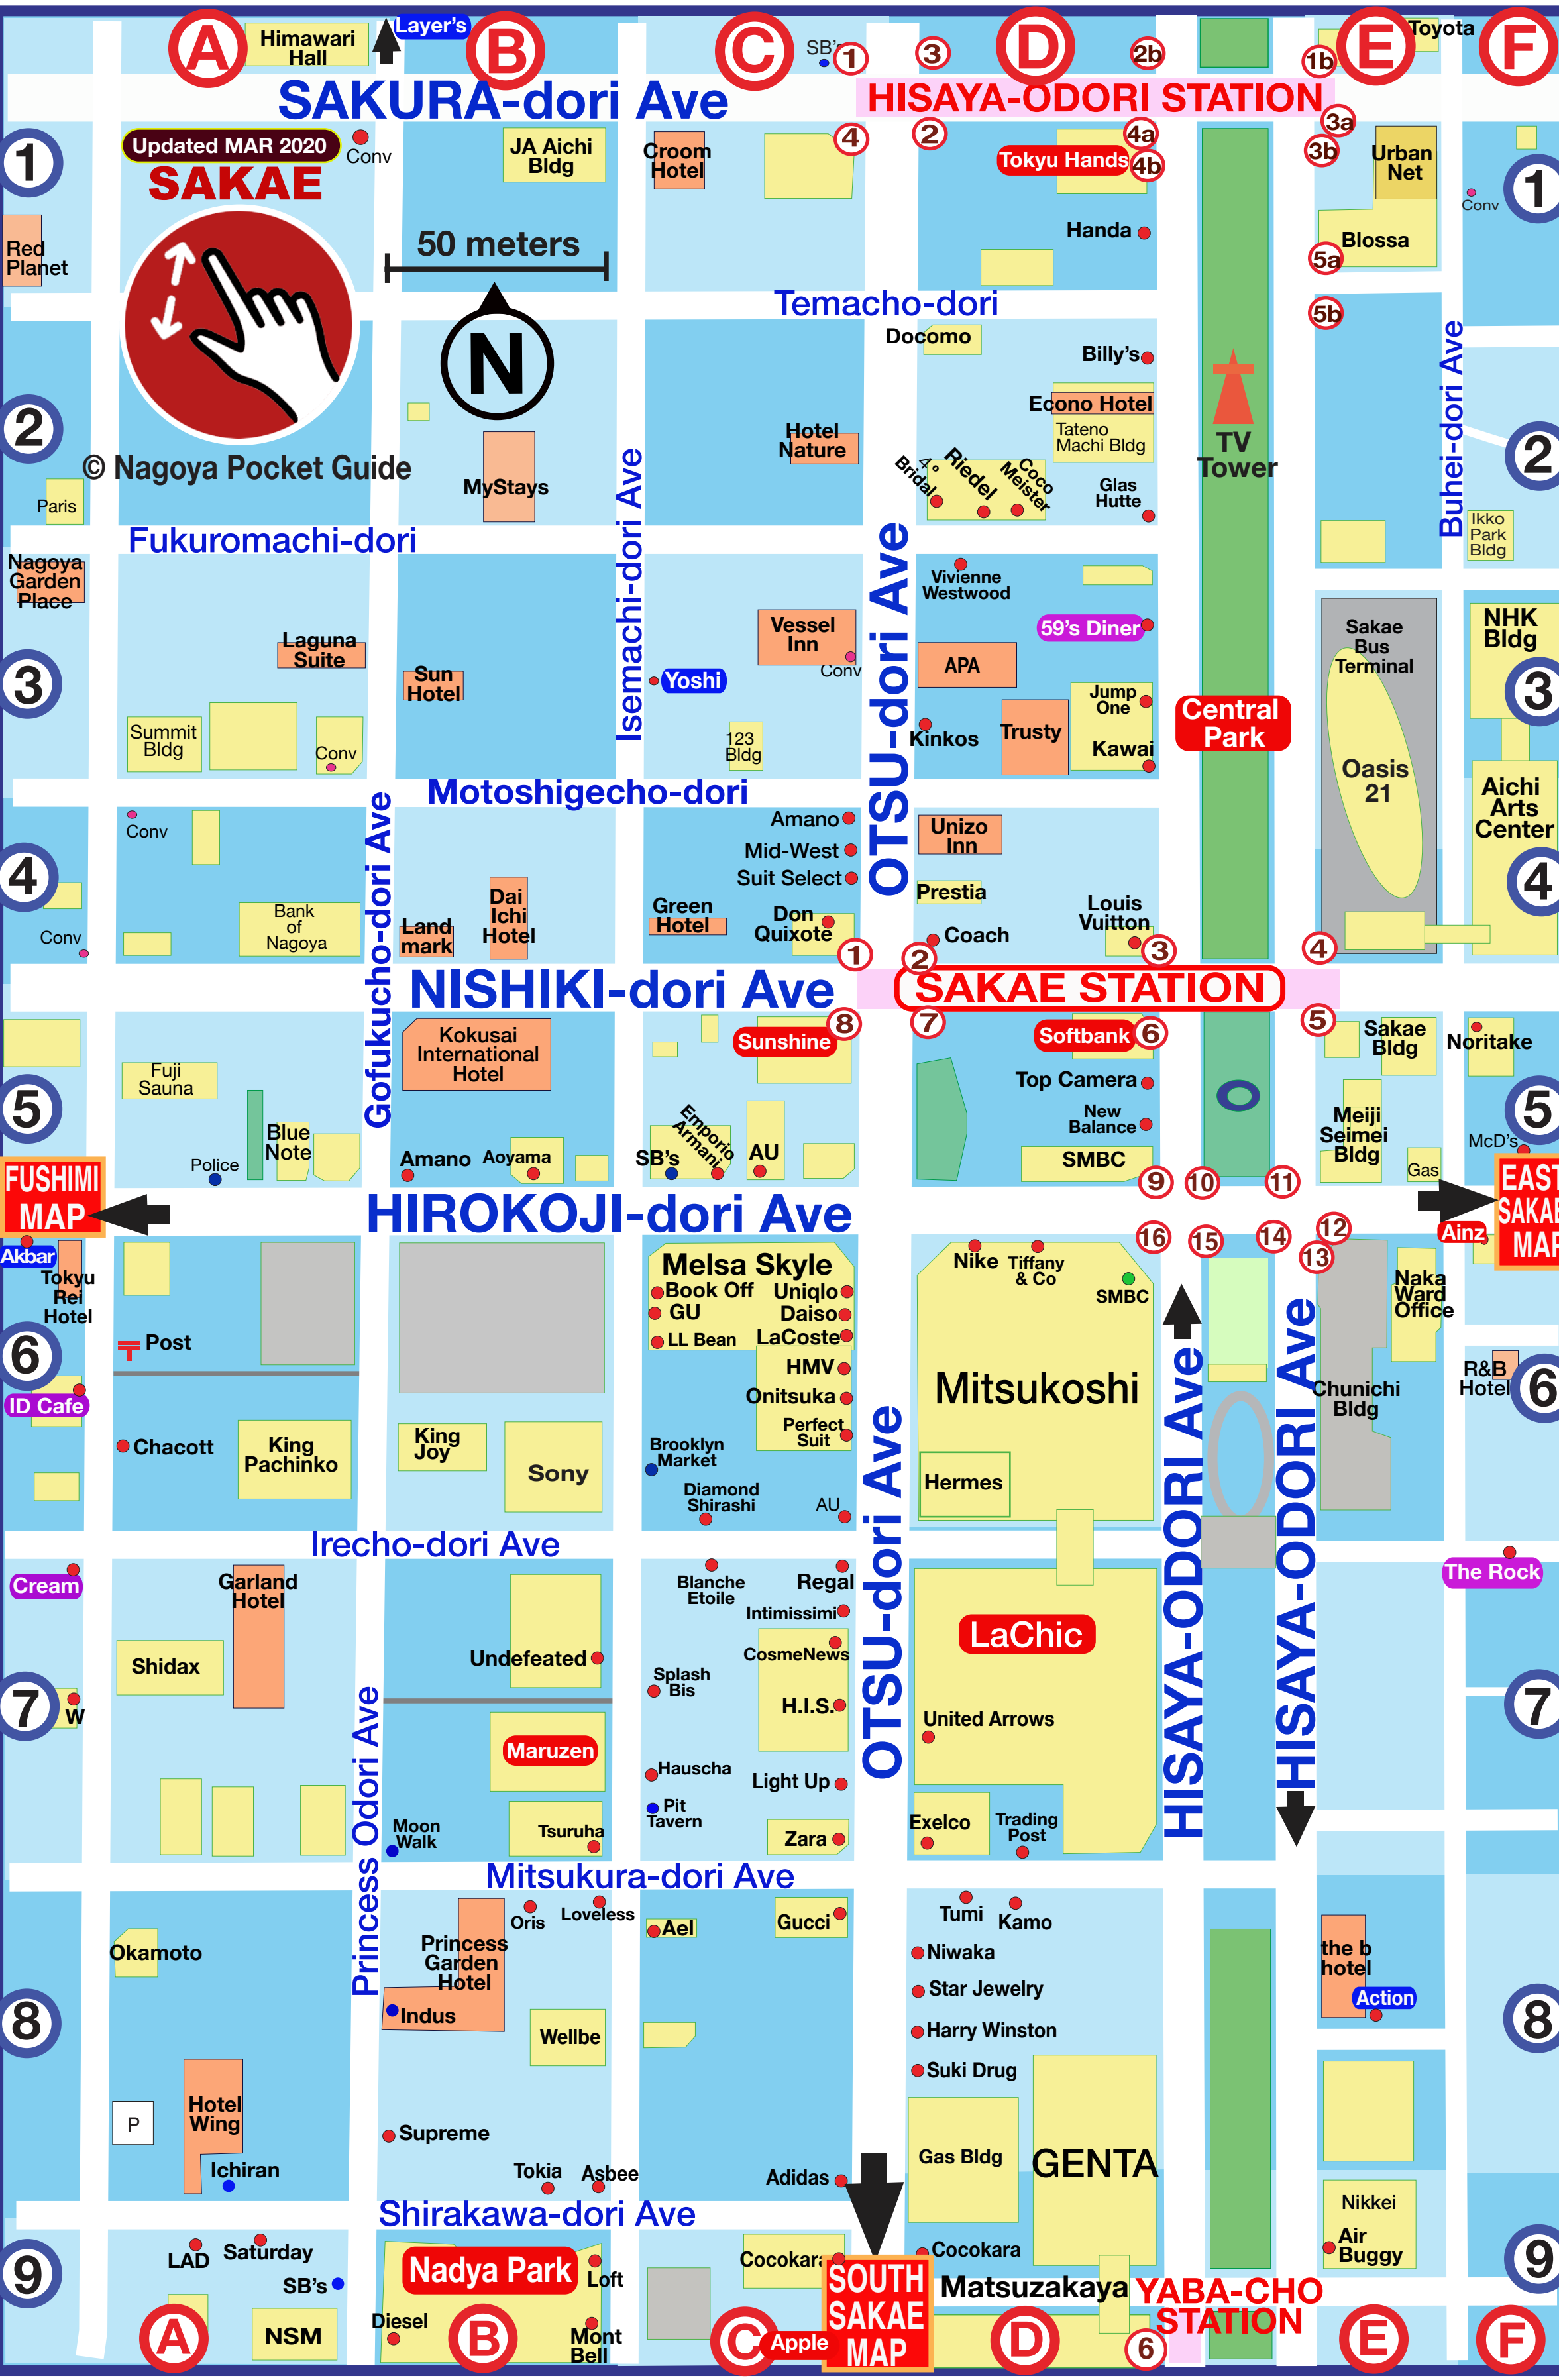 A
Himawari
Hall
Layer's
B
C
SB's
1
3
D
2b
1b
E
Toyota
F
SAKURA-dori Ave
HISAYA-ODORI STATION
1
Updated MAR 2020
SAKAE
Conv
JA Aichi
Bldg
Croom
Hotel
4
2
Tokyu Hands
4a
4b
3a
3b
Urban
Net
1
Conv
Red
Planet
50 meters
Handa
Blossa
5a
Temacho-dori
5b
N
Docomo
Billy's
Econo Hotel
Tateno
Machi Bldg
TV
Tower
Buhei-dori Ave
2
2
Hotel
Nature
© Nagoya Pocket Guide
MyStays
Paris
4°
Bridal
Riedel
Coco
Meister
Glas
Hutte
Ikko
Park
Bldg
Fukuromachi-dori
Isemachi-dori Ave
OTSU-dori Ave
Nagoya
Garden
Place
Vivienne
Westwood
59's Diner
Sakae
Bus
Terminal
NHK
Bldg
3
Laguna
Suite
Sun
Hotel
Yoshi
Vessel
Inn
Conv
APA
Jump
One
Central
Park
3
Summit
Bldg
Conv
123
Bldg
Kinkos
Trusty
Kawai
Oasis
21
Motoshigecho-dori
Aichi
Arts
Center
Conv
Gofukucho-dori Ave
Amano
Mid-West
Suit Select
Unizo
Inn
4
4
Prestia
Conv
Bank
of
Nagoya
Land
mark
Dai
Ichi
Hotel
Green
Hotel
Don
Quixote
1
2
Coach
Louis
Vuitton
3
4
NISHIKI-dori Ave
SAKAE STATION
Kokusai
International
Hotel
Sunshine
8
7
Softbank
6
5
Sakae
Bldg
Noritake
Fuji
Sauna
Top Camera
5
5
Blue
Note
Police
Amano
Aoyama
SB's
Emporio
Armani
AU
New
Balance
SMBC
Meiji
Seimei
Bldg
Gas
McD's
9
10
11
FUSHIMI
MAP
HIROKOJI-dori Ave
EAST
SAKAE
MAP
Akbar
16
15
14
12
13
Ainz
Tokyu
Rei
Hotel
Melsa Skyle
Book Off
GU
LL Bean
Uniqlo
Daiso
LaCoste
HMV
Onitsuka
Perfect
Suit
Nike
Tiffany
& Co
SMBC
Naka
Ward
Office
6
Post
Mitsukoshi
Chunichi
Bldg
R&B
Hotel
6
ID Cafe
Chacott
King
Pachinko
King
Joy
Sony
Brooklyn
Market
Diamond
Shirashi
AU
Hermes
OTSU-dori Ave
HISAYA-ODORI Ave
HISAYA-ODORI Ave
Irecho-dori Ave
Cream
Garland
Hotel
Blanche
Etoile
Regal
Intimissimi
The Rock
Shidax
Undefeated
CosmeNews
LaChic
Splash
Bis
H.I.S.
7
W
United Arrows
7
Princess Odori Ave
Maruzen
Hauscha
Light Up
Pit
Tavern
Moon
Walk
Tsuruha
Zara
Exelco
Trading
Post
Mitsukura-dori Ave
Oris
Loveless
Ael
Gucci
Tumi
Kamo
Okamoto
Princess
Garden
Hotel
Indus
Niwaka
Star Jewelry
the b
hotel
Action
8
Wellbe
Harry Winston
Suki Drug
8
P
Hotel
Wing
Supreme
Gas Bldg
GENTA
Ichiran
Tokia
Asbee
Adidas
Shirakawa-dori Ave
Nikkei
Air
Buggy
LAD
Saturday
SB's
Nadya Park
Loft
Cocokara
Cocokara
9
SOUTH
SAKAE
MAP
Matsuzakaya
YABA-CHO
STATION
9
A
NSM
Diesel
B
Mont
Bell
C
Apple
D
6
E
F